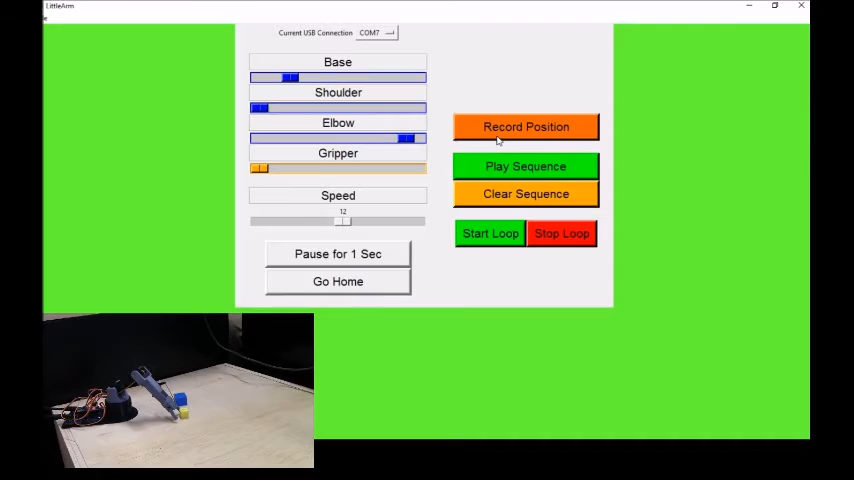 LittleArm
e
Current USB Connection COM7
Base
Shoulder
Elbow
Record Position
Gripper
Play Sequence
Speed
Clear Sequence
12
Start Loop Stop Loop
Pause for 1 Sec
Go Home